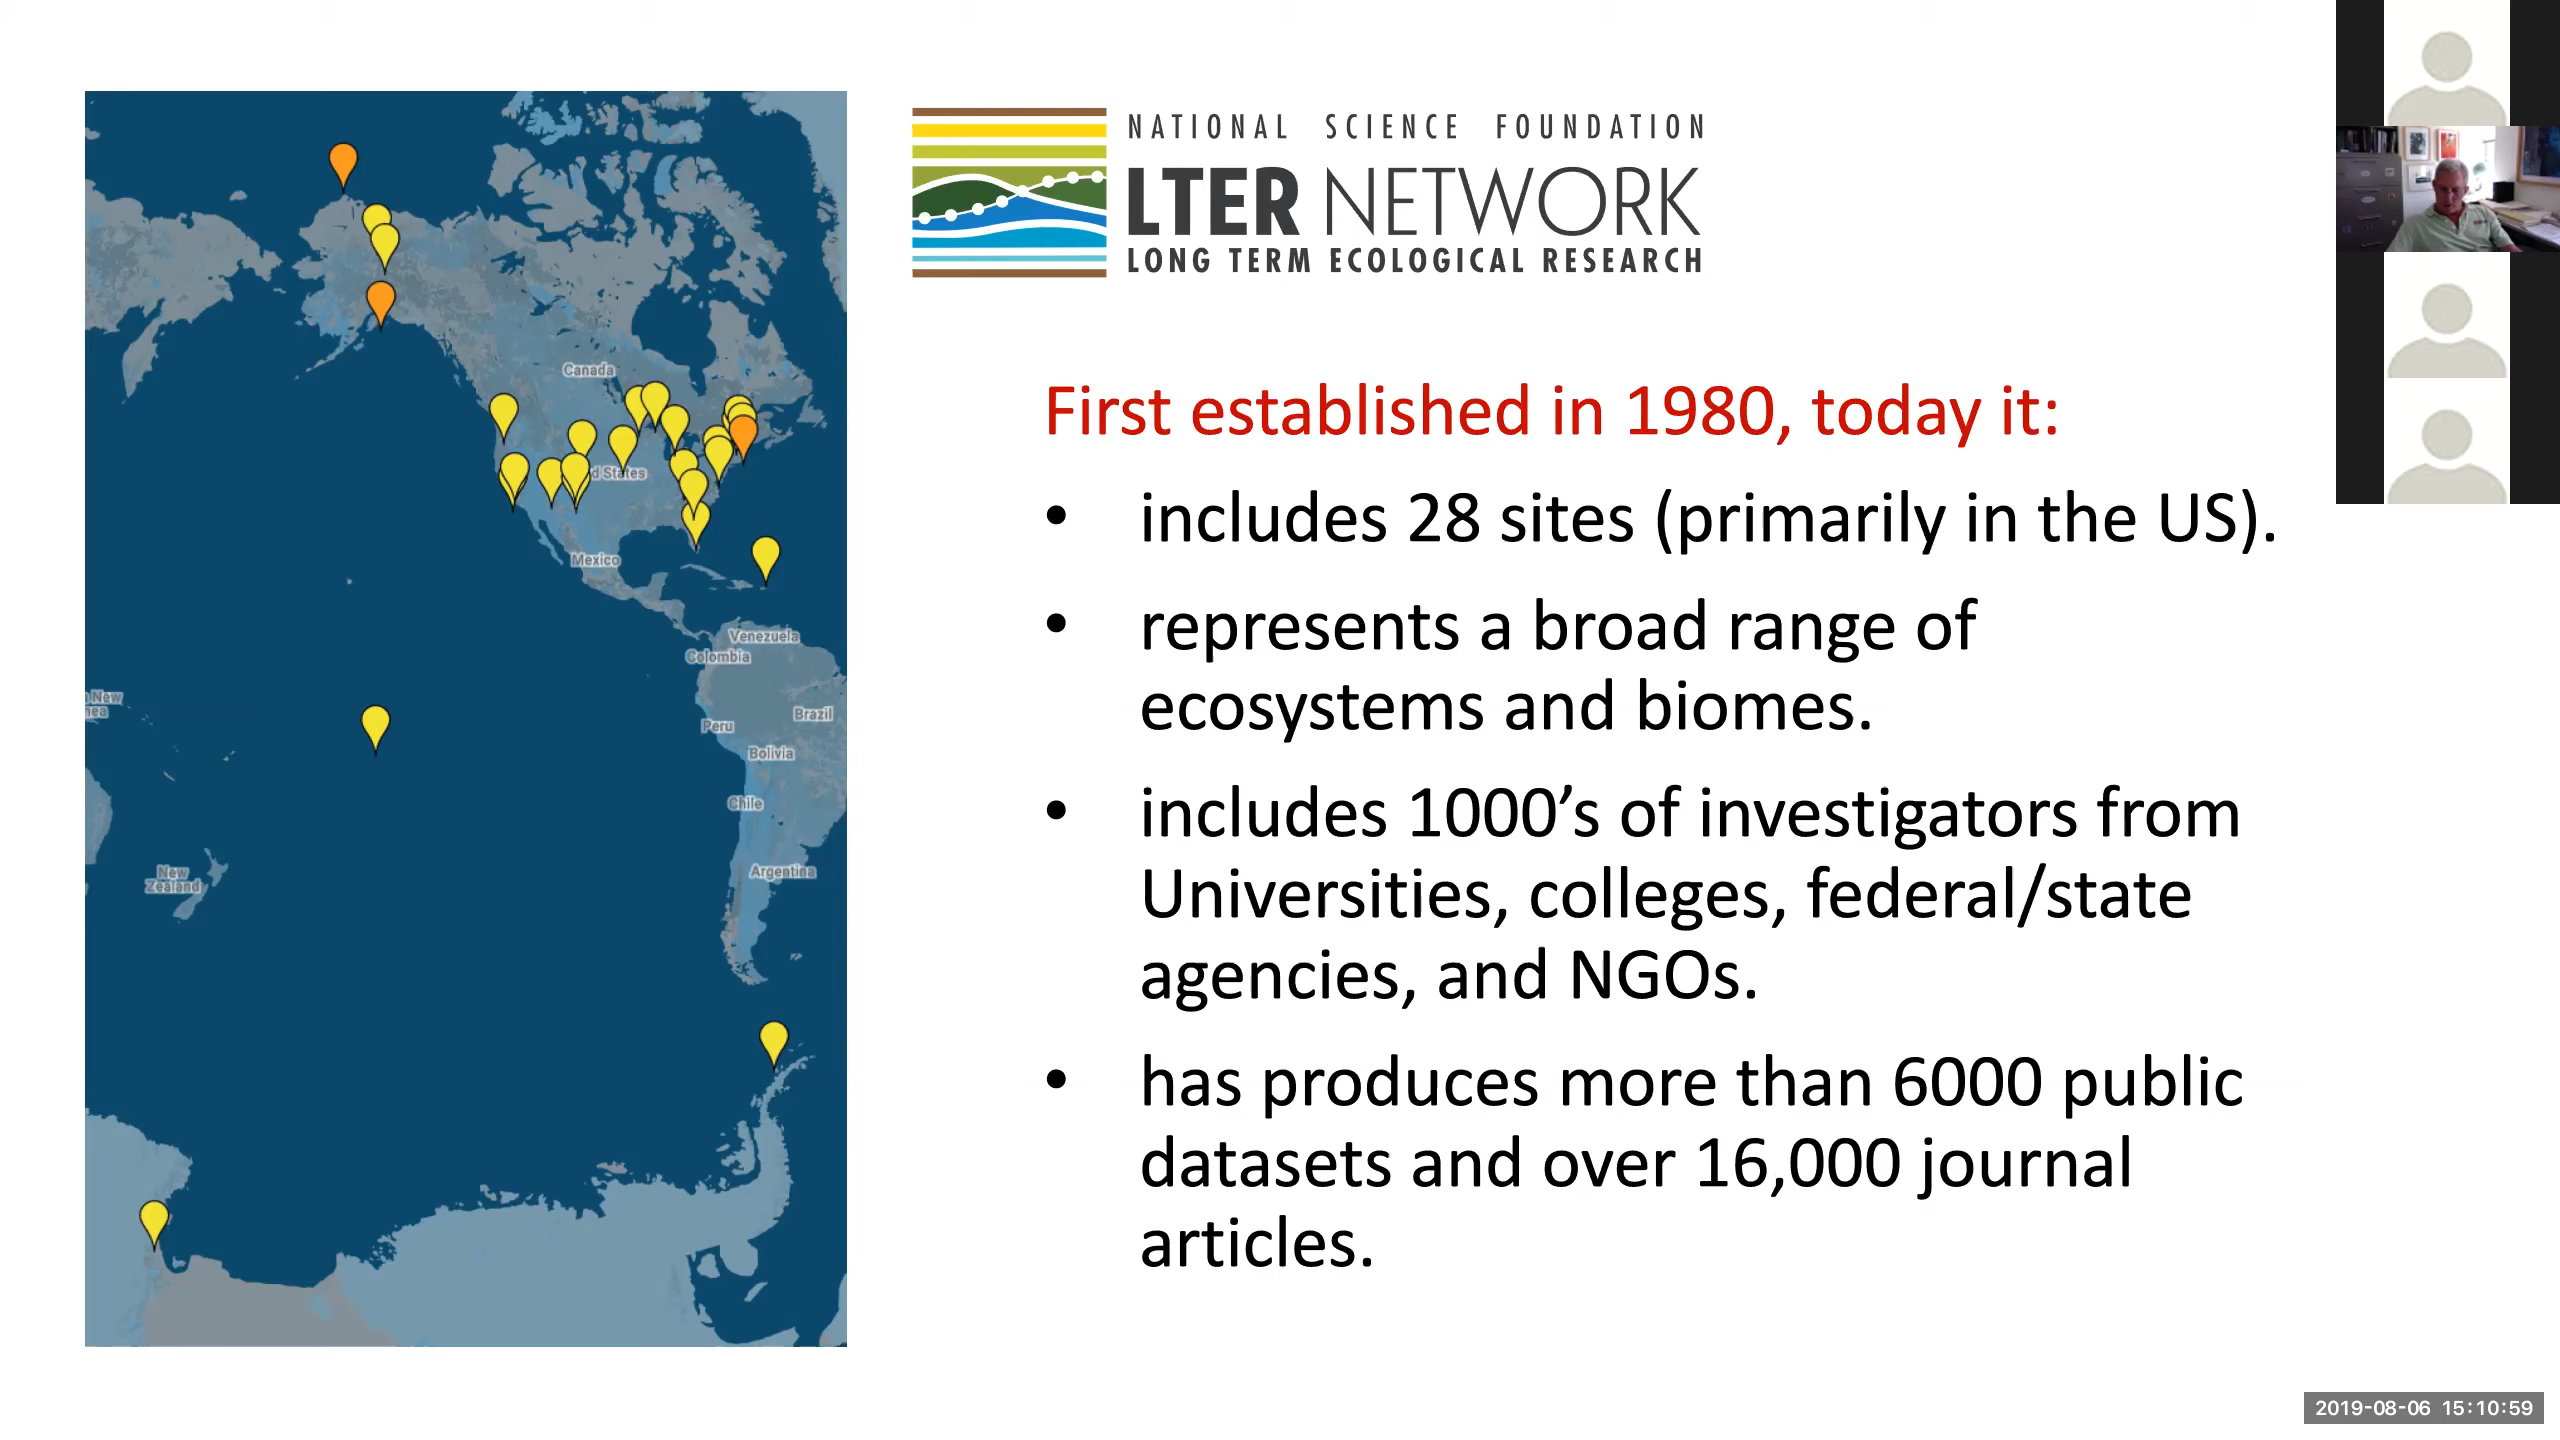 NATIONAL SCIENCE FOUNDATION
LTER NETWORK
LONG TERM ECOLOGICAL RESEARCH
First established in 1980, today it:
• includes 28 sites (primarily in the US).
• represents a broad range of
ecosystems and biomes.
• includes 1000’s of investigators from
Universities, colleges, federal/state
agencies, and NGOs.
• has produces more than 6000 public
datasets and over 16,000 journal
articles.
Canada
d States
Mexico
Venezuela
Colombia
New
nea
Brazil
Peru
Bolivia
Chile
Argentina
New
Zealand
2019-08-06 15:10:59